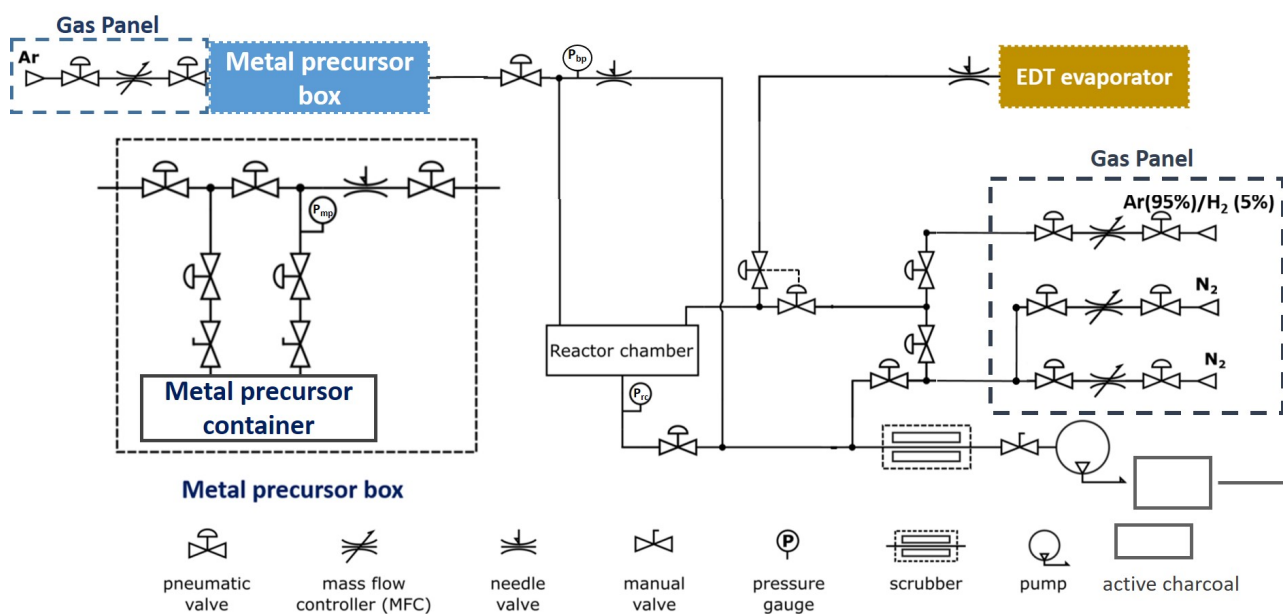 Gas Panel
Ar
Metal precursor
box
P_bp
EDT evaporator
Gas Panel
Ar(95%)/H₂ (5%)
P_mp
N₂
Reactor chamber
N₂
Metal precursor
container
P_rc
Metal precursor box
P
pneumatic
valve
mass flow
controller (MFC)
needle
valve
manual
valve
pressure
gauge
scrubber
pump
active charcoal